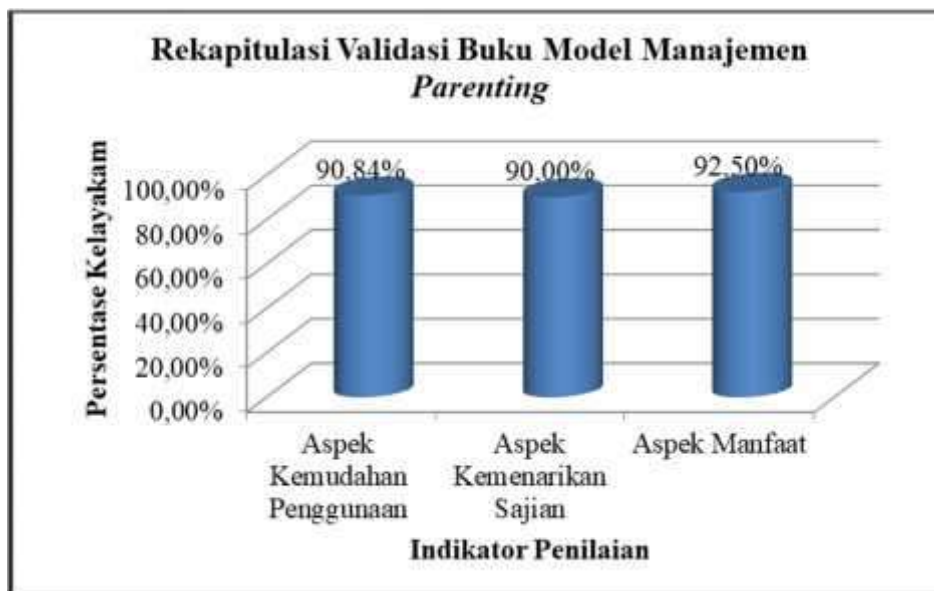 Rekapitulasi Validasi Buku Model Manajemen
Parenting
90,84%
90,00%
92,50%
100,00%
80,00%
60,00%
40,00%
20,00%
0,00%
Persentase Kelayakam
Aspek
Kemudahan
Penggunaan
Aspek
Kemenarikan
Sajian
Aspek Manfaat
Indikator Penilaian